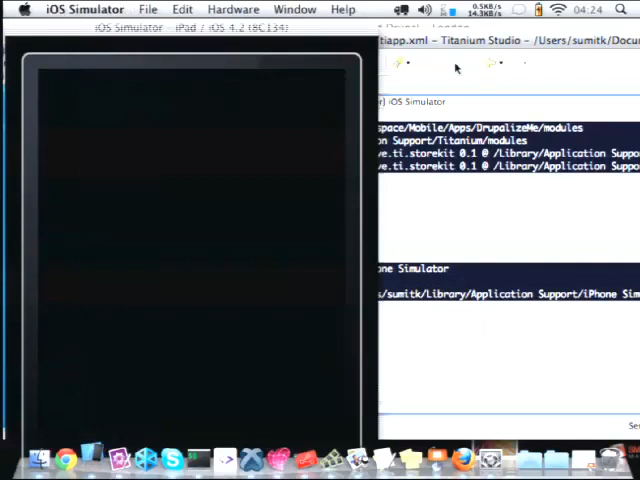 iOS Simulator File Edit Hardware Window Help 0.5KB/s 14.3KB/s 04:24
iOS Simulator - iPad / iOS 4.2 (8C134)
tiapp.xml – Titanium Studio – /Users/sumitk/Docu
iOS Simulator
space/Mobile/Apps/DrupalizeMe/modules
on Support/Titanium/modules
ve.ti.storekit 0.1 @ /Library/Application Suppo
ve.ti.storekit 0.1 @ /Library/Application Suppor
one Simulator
s/sumitk/Library/Application Support/iPhone Sim